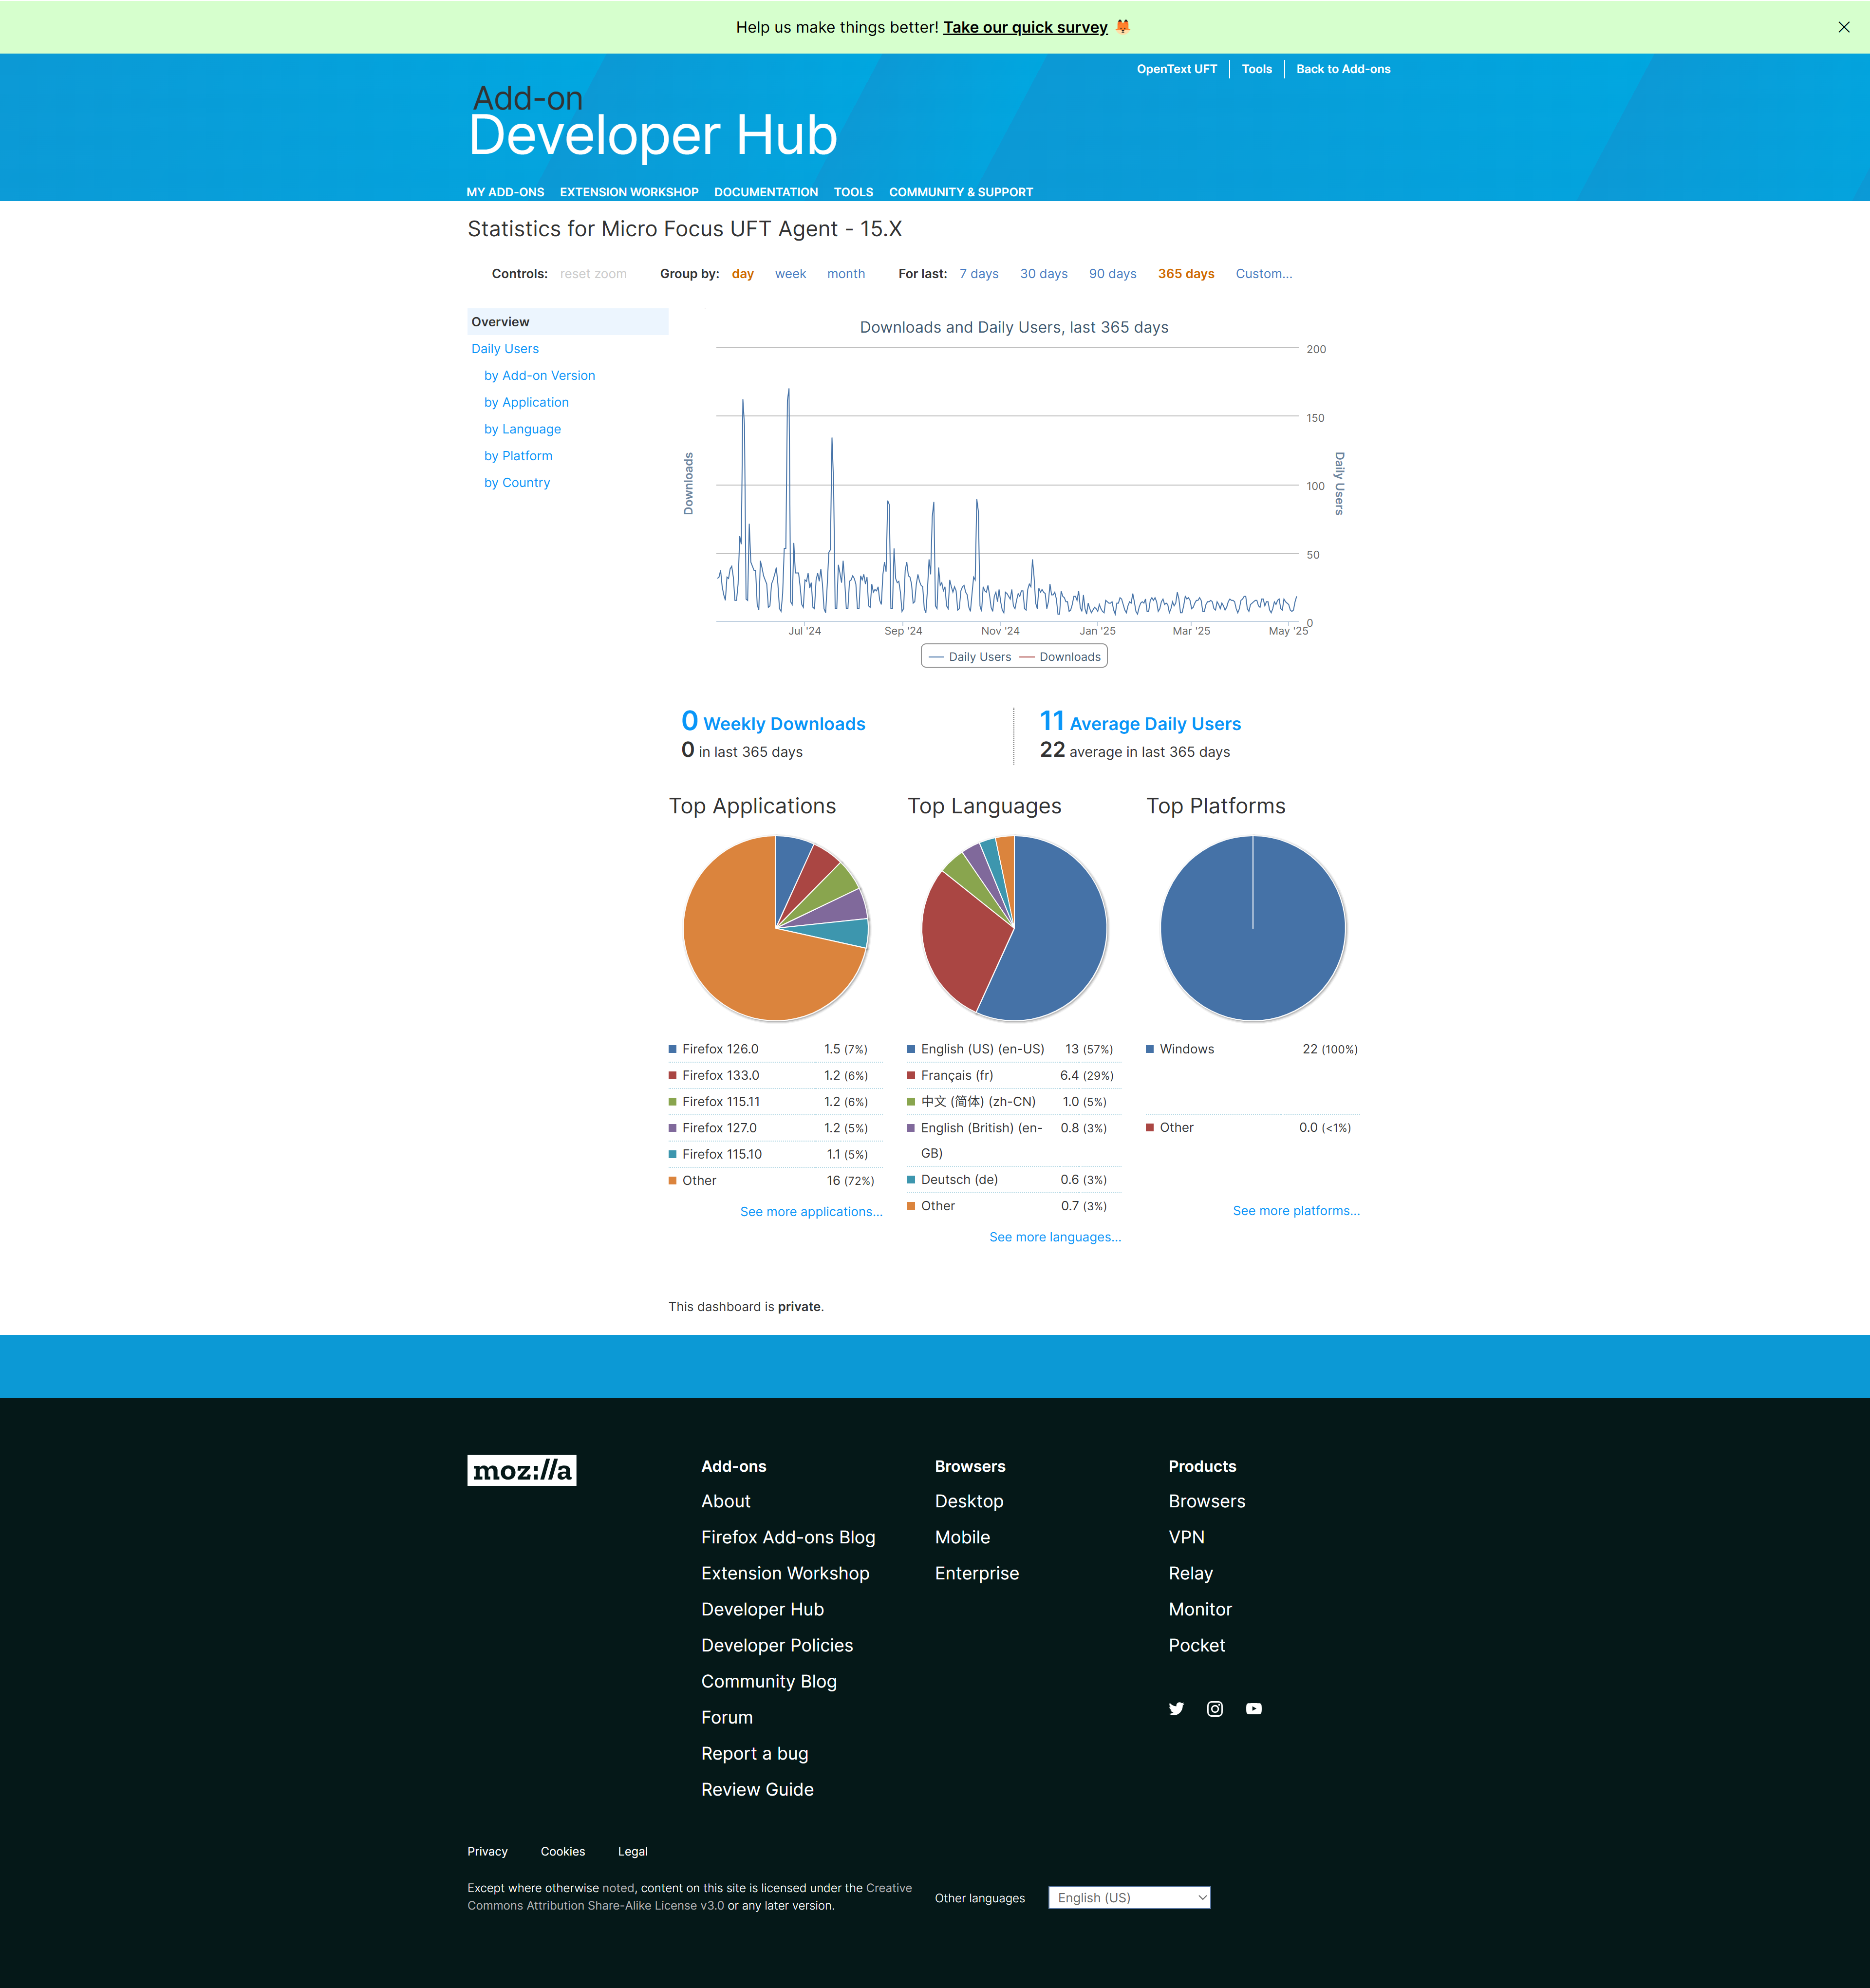 Help us make things better! Take our quick survey
OpenText UFT
Tools
Back to Add-ons
Add-on
Developer Hub
MY ADD-ONS
EXTENSION WORKSHOP
DOCUMENTATION
TOOLS
COMMUNITY & SUPPORT
Statistics for Micro Focus UFT Agent - 15.X
Controls: reset zoom
Group by: day week month
For last: 7 days 30 days 90 days 365 days Custom...
Overview
Daily Users
by Add-on Version
by Application
by Language
by Platform
by Country
Downloads and Daily Users, last 365 days
Downloads
200
150
100
50
0
Daily Users
Jul '24
Sep '24
Nov '24
Jan '25
Mar '25
May '25
Daily Users
Downloads
0 Weekly Downloads
0 in last 365 days
11 Average Daily Users
22 average in last 365 days
Top Applications
Firefox 126.0 1.5 (7%)
Firefox 133.0 1.2 (6%)
Firefox 115.11 1.2 (6%)
Firefox 127.0 1.2 (5%)
Firefox 115.10 1.1 (5%)
Other 16 (72%)
See more applications...
Top Languages
English (US) (en-US) 13 (57%)
Français (fr) 6.4 (29%)
中文 (简体) (zh-CN) 1.0 (5%)
English (British) (en- 0.8 (3%)
GB)
Deutsch (de) 0.6 (3%)
Other 0.7 (3%)
See more languages...
Top Platforms
Windows 22 (100%)
Other 0.0 (<1%)
See more platforms...
This dashboard is private.
moz://a
Add-ons
About
Firefox Add-ons Blog
Extension Workshop
Developer Hub
Developer Policies
Community Blog
Forum
Report a bug
Review Guide
Browsers
Desktop
Mobile
Enterprise
Products
Browsers
VPN
Relay
Monitor
Pocket
Privacy
Cookies
Legal
Except where otherwise noted, content on this site is licensed under the Creative
Commons Attribution Share-Alike License v3.0 or any later version.
Other languages
English (US)